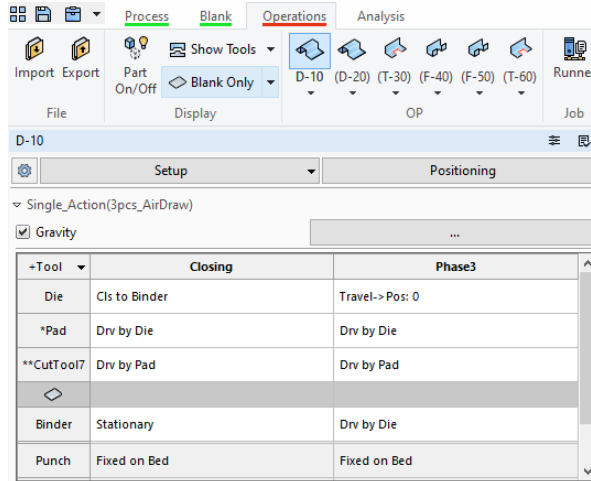 Process Blank Operations Analysis
Import Export Part On/Off Show Tools Blank Only D-10 (D-20) (T-30) (F-40) (F-50) (T-60)
File Display OP Job
D-10
Setup Positioning
Single_Action(3pcs_AirDraw)
Gravity ...
+Tool Closing Phase3
Die Cls to Binder Travel->Pos: 0
*Pad Drv by Die Drv by Die
**CutTool7 Drv by Pad Drv by Pad
Binder Stationary Drv by Die
Punch Fixed on Bed Fixed on Bed